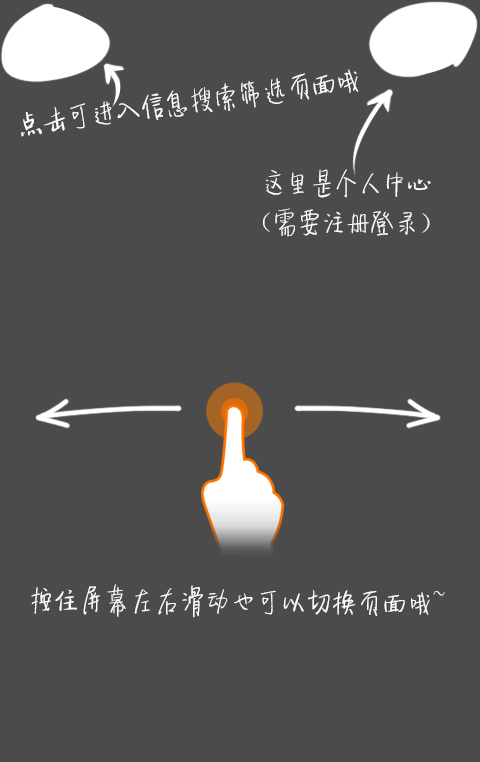 点击可进入信息搜索筛选页面哦
这里是个人中心
（需要注册登录）
按住屏幕左右滑动也可以切换页面哦~